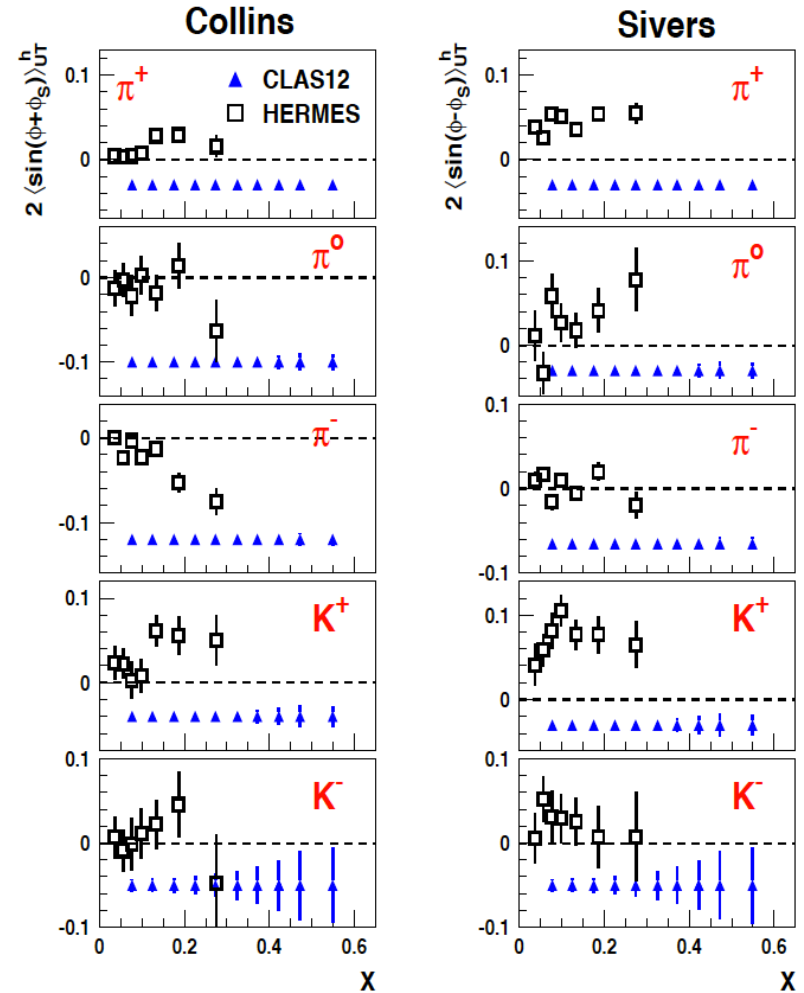 Collins
Sivers
2 ⟨sin(ϕ+ϕS)⟩hUT
0.1
0
π+
CLAS12
HERMES
2 ⟨sin(ϕ-ϕS)⟩hUT
0.1
0
π+
0
-0.1
πo
0.1
0
πo
0
-0.1
π-
0.1
0
-0.1
π-
0.1
0
K+
0.1
0
K+
0.1
0
-0.1
K-
0.1
0
-0.1
K-
0 0.2 0.4 0.6
0 0.2 0.4 0.6
X
X